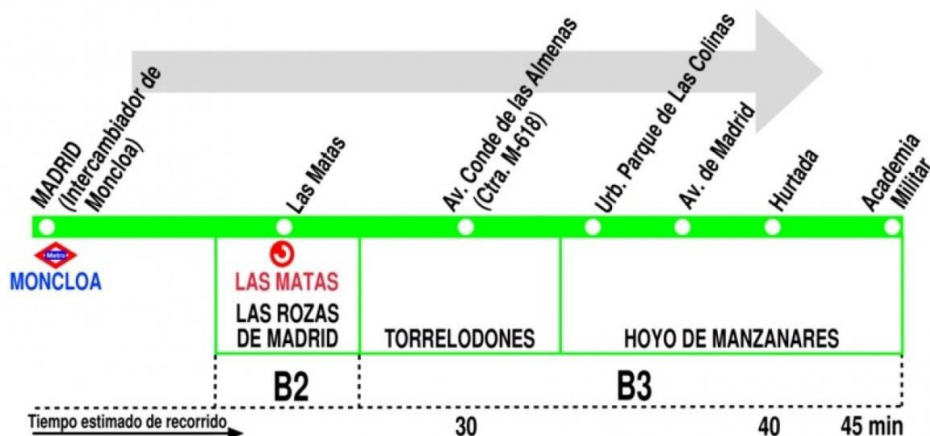 MADRID
(Intercambiador de
Moncloa)
Las Matas
Av. Conde de las Almenas
(Ctra. M-618)
Urb. Parque de Las Colinas
Av. de Madrid
Hurtada
Academia
Militar
Metro
MONCLOA
LAS MATAS
LAS ROZAS
DE MADRID
TORRELODONES
HOYO DE MANZANARES
B2
B3
Tiempo estimado de recorrido
30
40
45 min